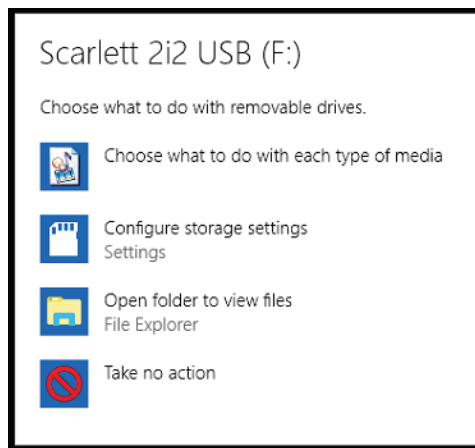 Scarlett 2i2 USB (F:)
Choose what to do with removable drives.
Choose what to do with each type of media
Configure storage settings
Settings
Open folder to view files
File Explorer
Take no action